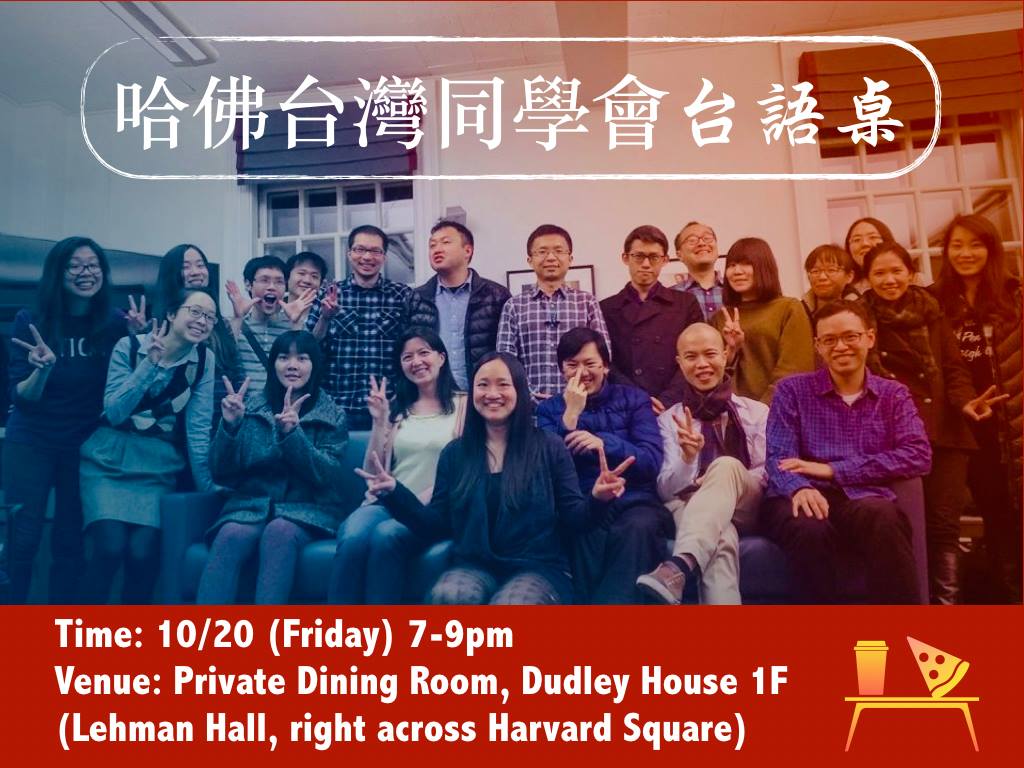 哈佛台灣同學會台語桌
Time: 10/20 (Friday) 7-9pm
Venue: Private Dining Room, Dudley House 1F
(Lehman Hall, right across Harvard Square)